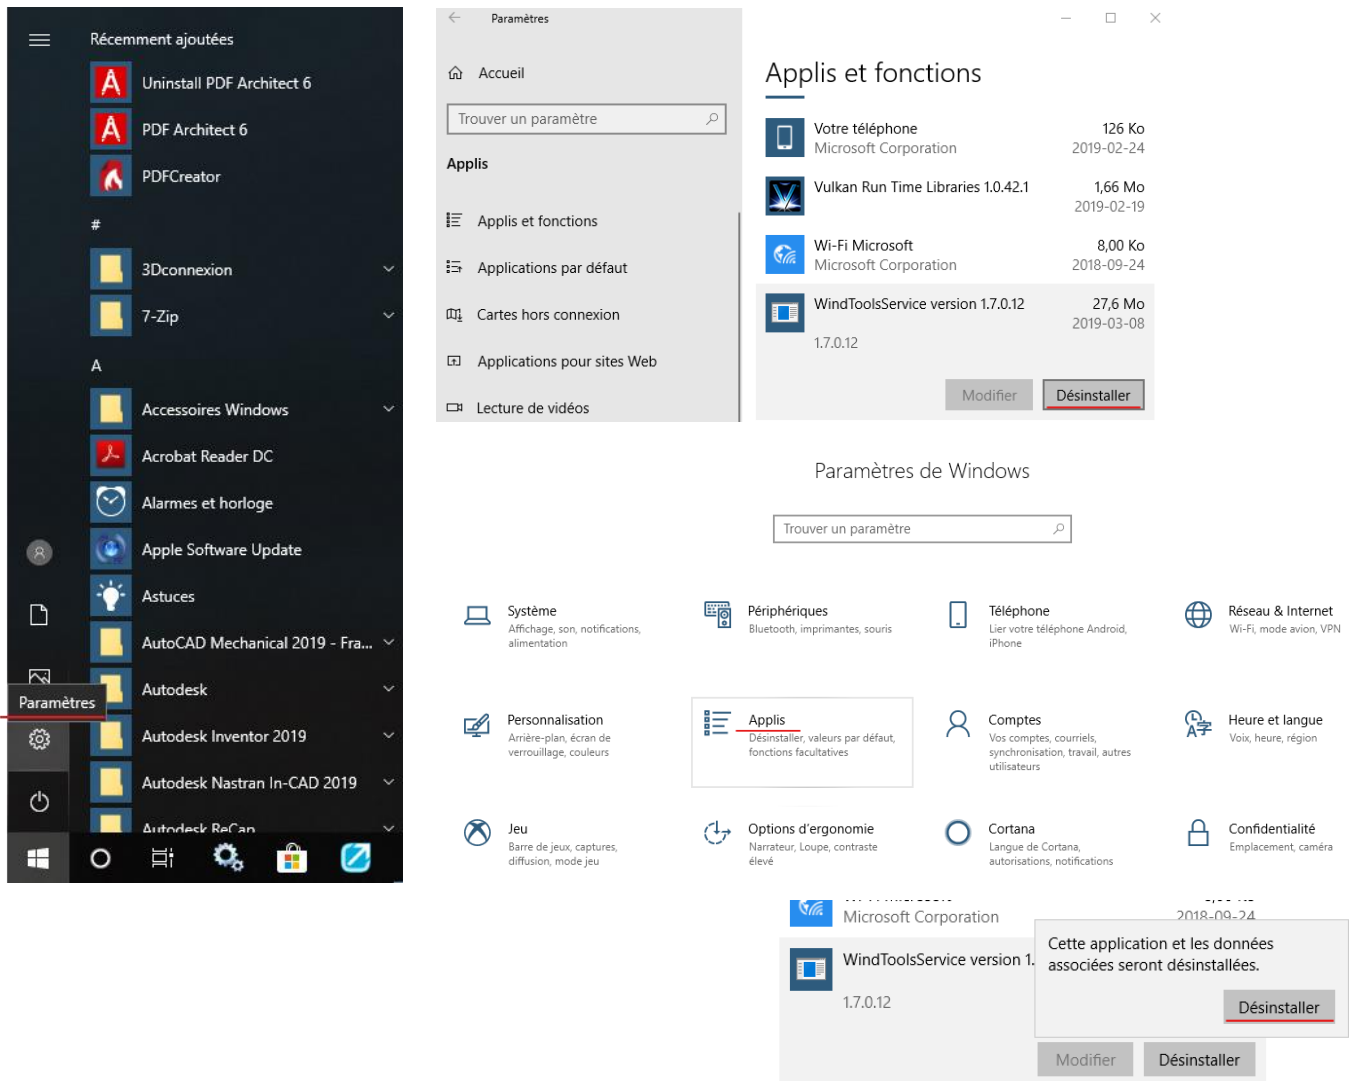 Récemment ajoutées
Uninstall PDF Architect 6
PDF Architect 6
PDFCreator
#
3Dconnexion
7-Zip
A
Accessoires Windows
Acrobat Reader DC
Alarmes et horloge
Apple Software Update
Astuces
AutoCAD Mechanical 2019 - Fra...
Autodesk
Paramètres
Autodesk Inventor 2019
Autodesk Nastran In-CAD 2019
Autodesk ReCap
Paramètres
Accueil
Trouver un paramètre
Applis
Applis et fonctions
Applications par défaut
Cartes hors connexion
Applications pour sites Web
Lecture de vidéos
Applis et fonctions
Votre téléphone 126 Ko
Microsoft Corporation 2019-02-24
Vulkan Run Time Libraries 1.0.42.1 1,66 Mo
2019-02-19
Wi-Fi Microsoft 8,00 Ko
Microsoft Corporation 2018-09-24
WindToolsService version 1.7.0.12 27,6 Mo
2019-03-08
1.7.0.12
Modifier Désinstaller
Paramètres de Windows
Trouver un paramètre
Système
Affichage, son, notifications,
alimentation
Périphériques
Bluetooth, imprimantes, souris
Téléphone
Lier votre téléphone Android,
iPhone
Réseau & Internet
Wi-Fi, mode avion, VPN
Personnalisation
Arrière-plan, écran de
verrouillage, couleurs
Applis
Désinstaller, valeurs par défaut,
fonctions facultatives
Comptes
Vos comptes, courriels,
synchronisation, travail, autres
utilisateurs
Heure et langue
Voix, heure, région
Jeu
Barre de jeux, captures,
diffusion, mode jeu
Options d'ergonomie
Narrateur, Loupe, contraste
élevé
Cortana
Langue de Cortana,
autorisations, notifications
Confidentialité
Emplacement, caméra
Microsoft Corporation 2018-09-24
WindToolsService version 1.
1.7.0.12
Cette application et les données
associées seront désinstallées.
Désinstaller
Modifier Désinstaller